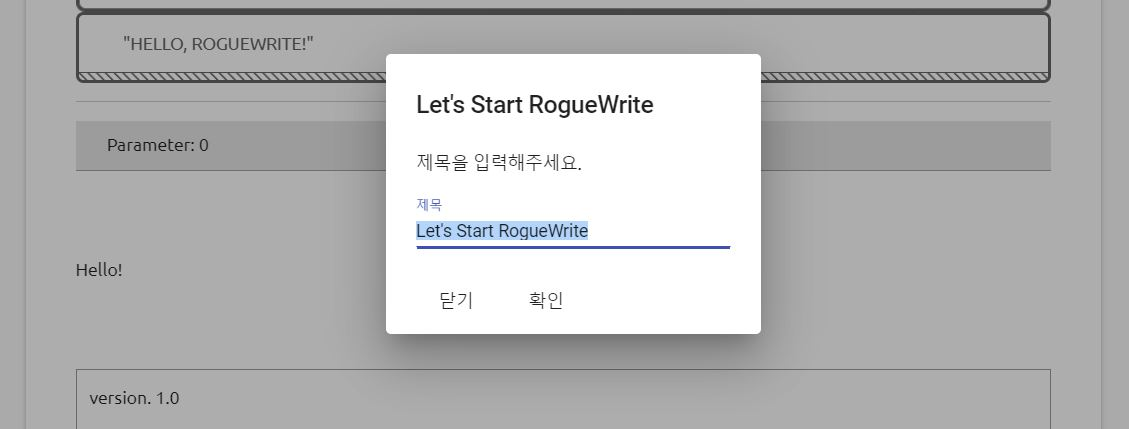 "HELLO, ROGUEWRITE!"
Let's Start RogueWrite
Parameter: 0
제목을 입력해주세요.
제목
Let's Start RogueWrite
Hello!
닫기 확인
version. 1.0